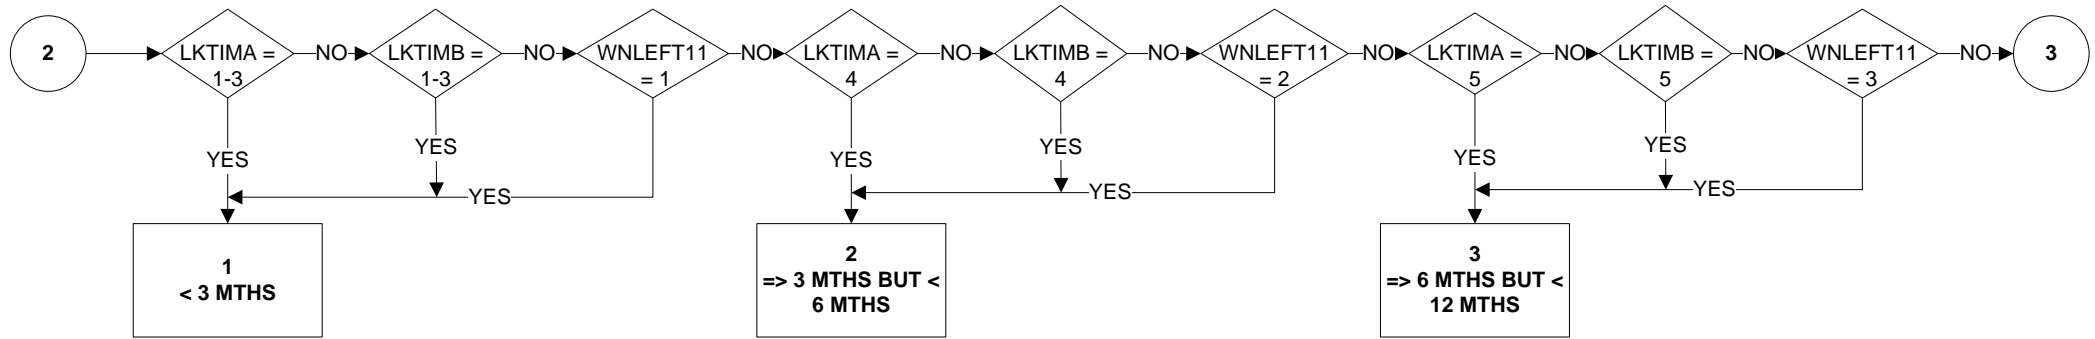 2
LKTIMA =
1-3
NO
LKTIMB =
1-3
NO
WNLEFT11
= 1
NO
LKTIMA =
4
NO
LKTIMB =
4
NO
WNLEFT11
= 2
NO
LKTIMA =
5
NO
LKTIMB =
5
NO
WNLEFT11
= 3
NO
3
YES
YES
YES
YES
YES
YES
YES
YES
YES
1
< 3 MTHS
2
=> 3 MTHS BUT <
6 MTHS
3
=> 6 MTHS BUT <
12 MTHS